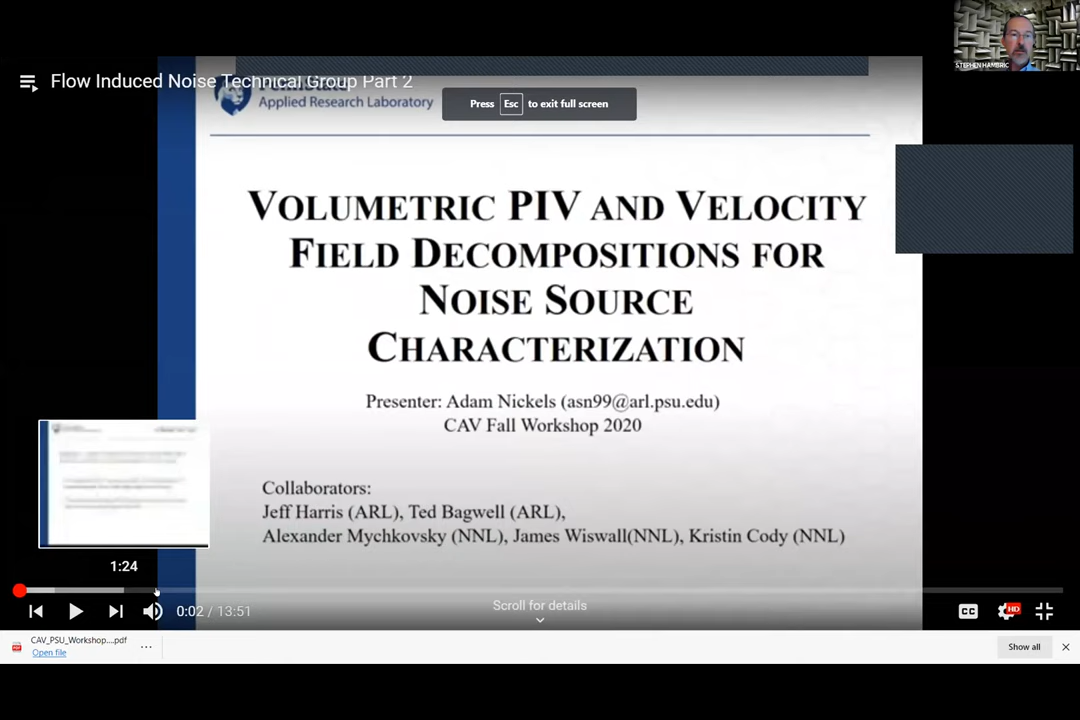 STEPHEN HAMBRIC
Flow Induced Noise Technical Group Part 2
Applied Research Laboratory
Press Esc to exit full screen
VOLUMETRIC PIV AND VELOCITY
FIELD DECOMPOSITIONS FOR
NOISE SOURCE
CHARACTERIZATION
Presenter: Adam Nickels (asn99@arl.psu.edu)
CAV Fall Workshop 2020
Collaborators:
Jeff Harris (ARL), Ted Bagwell (ARL),
Alexander Mychkovsky (NNL), James Wiswall(NNL), Kristin Cody (NNL)
1:24
0:02 / 13:51
Scroll for details
CC
HD
CAV_PSU_Workshop....pdf
Open file
Show all